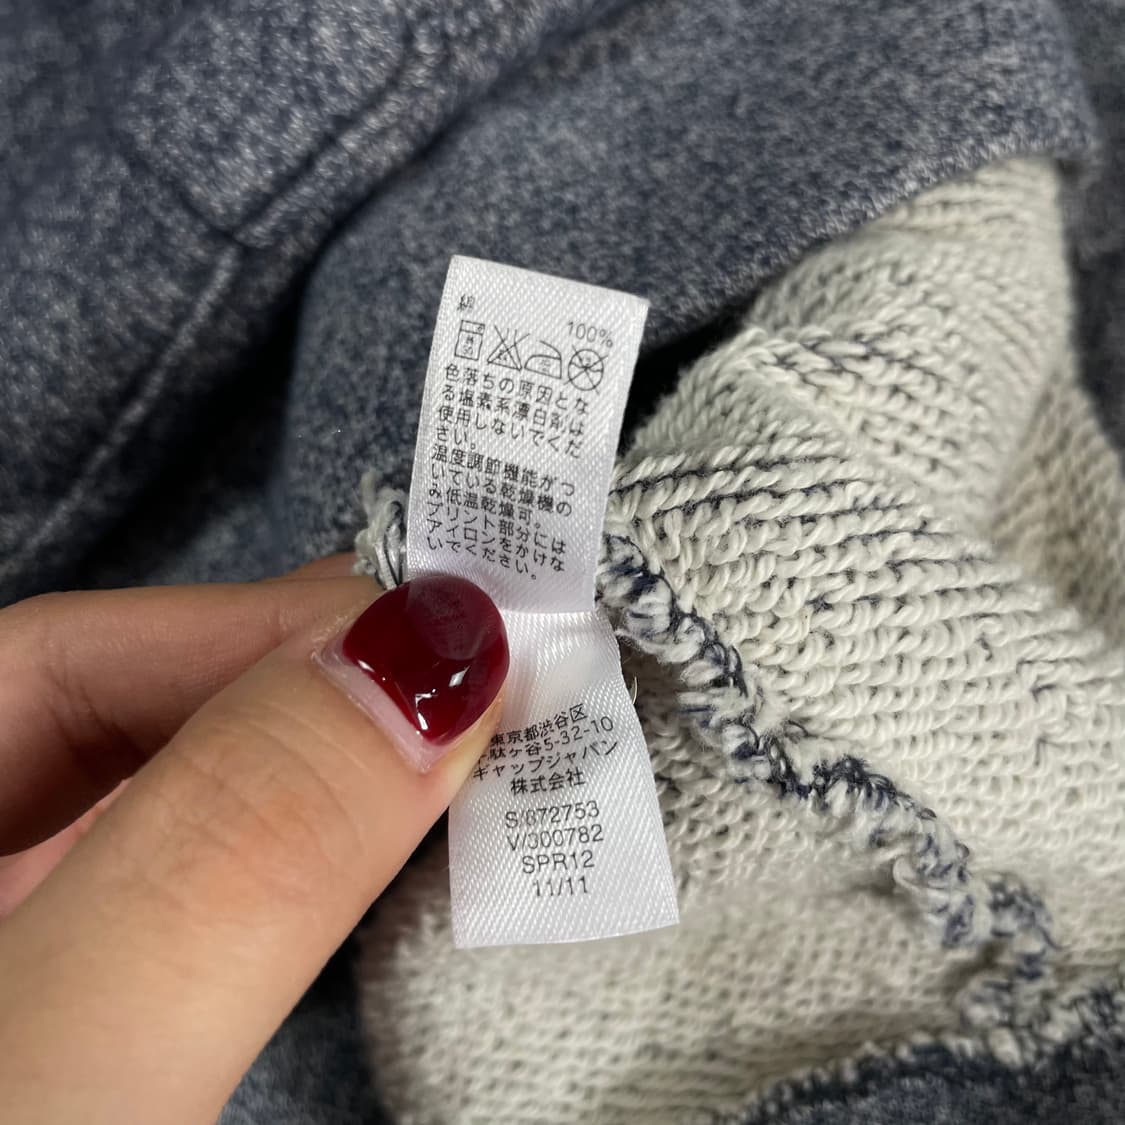 綿
100%
色落ちの原因とな
る塩素系漂白剤は
使用しないでくだ
さい。
温度調節機能がつ
いている乾燥機の
み低温乾燥可。
プリント部分には
アイロンをかけな
いでください。
東京都渋谷区
駄ヶ谷5-32-10
ギャップジャパン
株式会社
S/872753
V/300782
SPR12
11/11